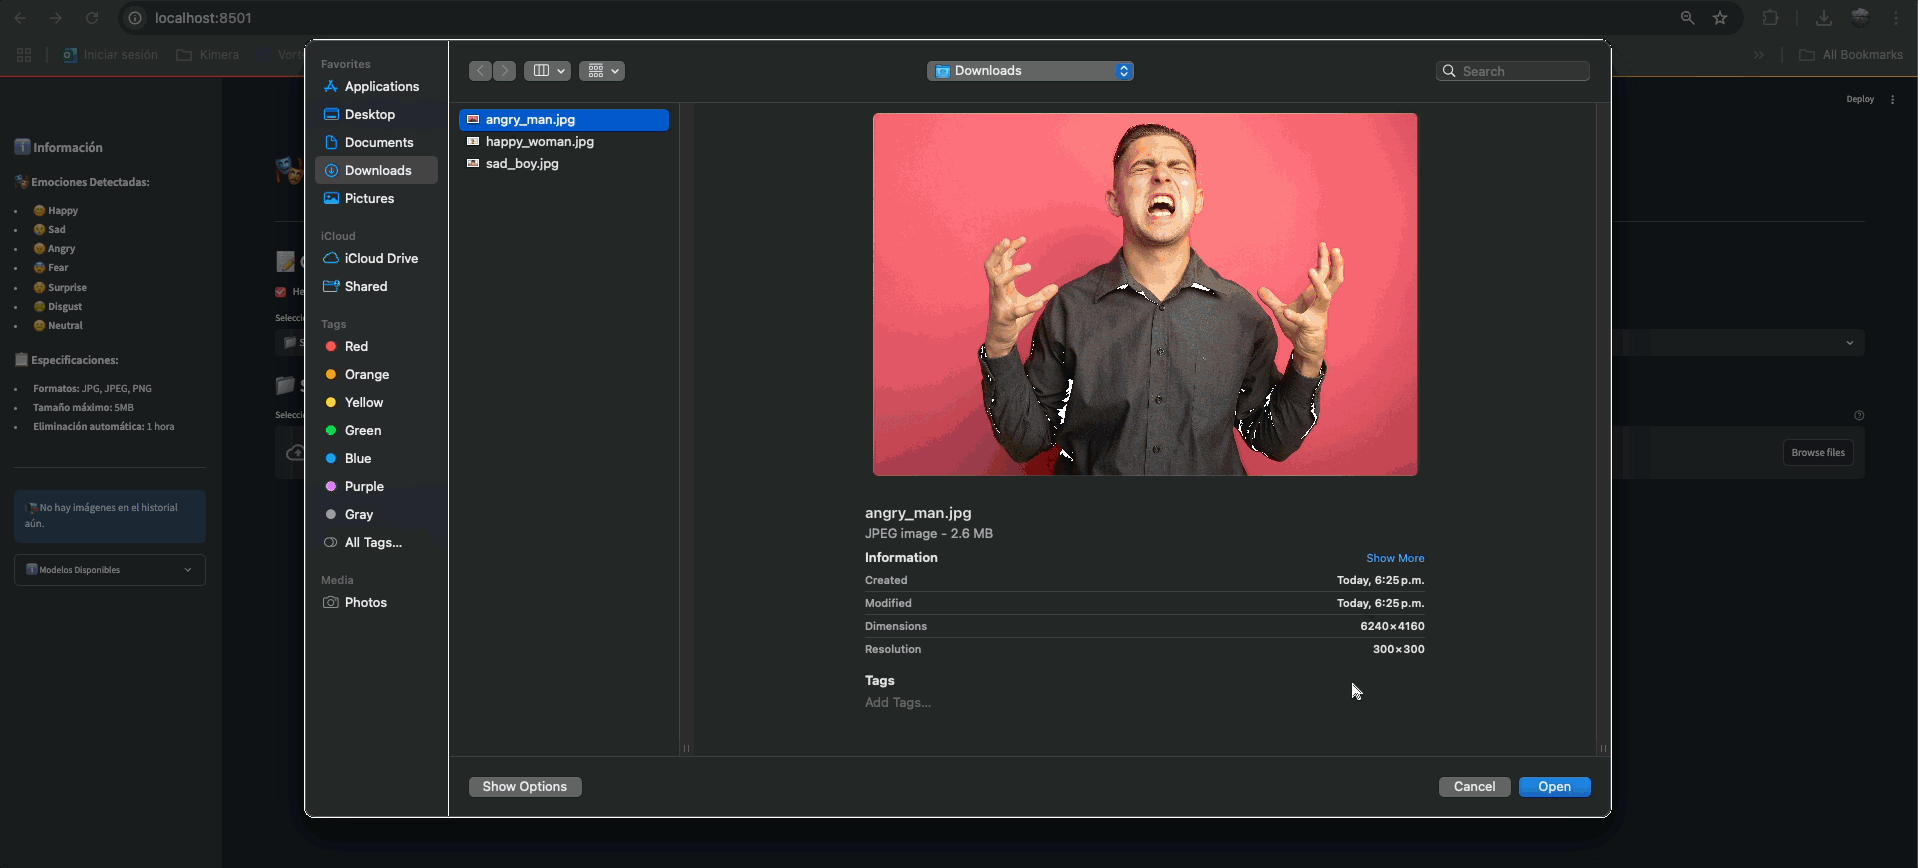 localhost:8501
Iniciar sesión
Kimera
All Bookmarks
Deploy
Información
Emociones Detectadas:
Happy
Sad
Angry
Fear
Surprise
Disgust
Neutral
Especificaciones:
Formatos: JPG, JPEG, PNG
Tamaño máximo: 5MB
Eliminación automática: 1 hora
No hay imágenes en el historial
aún.
Modelos Disponibles
Browse files
Favorites
Applications
Desktop
Documents
Downloads
Pictures
iCloud
iCloud Drive
Shared
Tags
Red
Orange
Yellow
Green
Blue
Purple
Gray
All Tags...
Media
Photos
Downloads
Search
angry_man.jpg
happy_woman.jpg
sad_boy.jpg
angry_man.jpg
JPEG image - 2.6 MB
Information
Show More
Created
Today, 6:25 p.m.
Modified
Today, 6:25 p.m.
Dimensions
6240×4160
Resolution
300×300
Tags
Add Tags...
Show Options
Cancel
Open